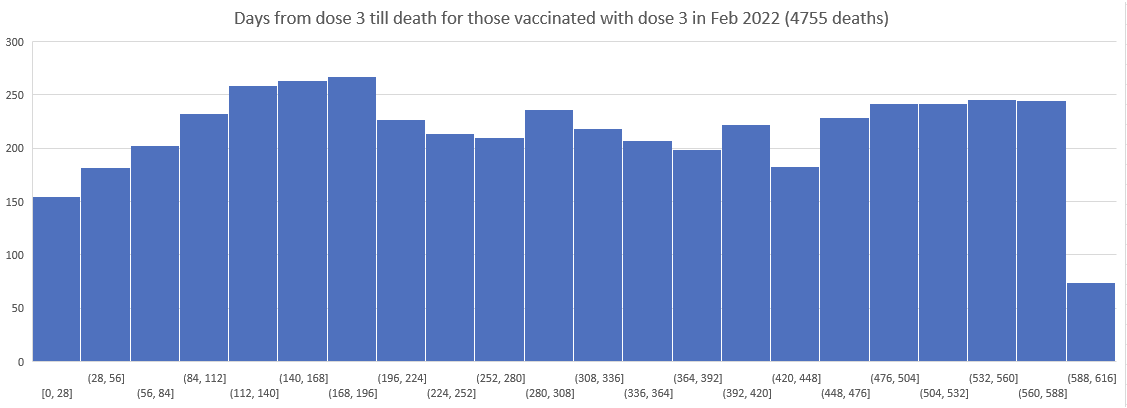 Days from dose 3 till death for those vaccinated with dose 3 in Feb 2022 (4755 deaths)
300
250
200
150
100
50
0
(28, 56] (84, 112] (140, 168] (196, 224] (252, 280] (308, 336] (364, 392] (420, 448] (476, 504] (532, 560] (588, 616]
[0, 28] (56, 84] (112, 140] (168, 196] (224, 252] (280, 308] (336, 364] (392, 420] (448, 476] (504, 532] (560, 588]